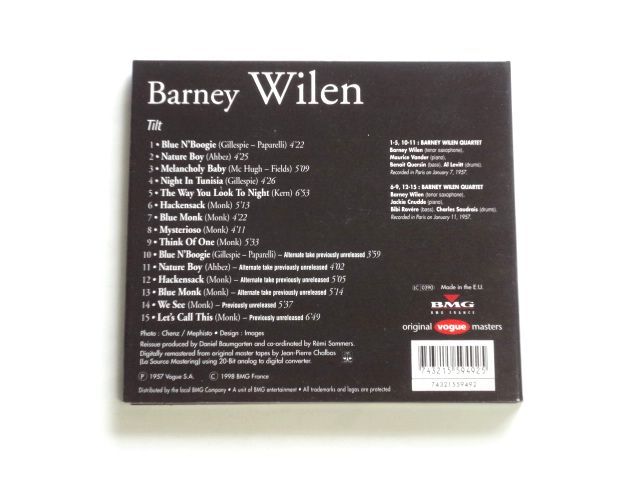 Barney Wilen
Tilt
1 • Blue N'Boogie (Gillespie – Paparelli) 4'22
2 • Nature Boy (Ahbez) 4'25
3 • Melancholy Baby (Mc Hugh – Fields) 5'09
4 • Night In Tunisia (Gillespie) 4'26
5 • The Way You Look To Night (Kern) 6'53
6 • Hackensack (Monk) 5'13
7 • Blue Monk (Monk) 4'22
8 • Mysterioso (Monk) 4'11
9 • Think Of One (Monk) 5'33
10 • Blue N'Boogie (Gillespie – Paparelli) – Alternate take previously unreleased 3'59
11 • Nature Boy (Ahbez) – Alternate take previously unreleased 4'02
12 • Hackensack (Monk) – Alternate take previously unreleased 5'05
13 • Blue Monk (Monk) – Alternate take previously unreleased 5'14
14 • We See (Monk) – Previously unreleased 5'37
15 • Let's Call This (Monk) – Previously unreleased 6'49
1-5, 10-11 : BARNEY WILEN QUARTET
Barney Wilen (tenor saxophone),
Maurice Vander (piano),
Benoit Quersin (bass), Al Levitt (drums).
Recorded in Paris on January 7, 1957.
6-9, 12-15 : BARNEY WILEN QUARTET
Barney Wilen (tenor saxophone),
Jackie Cnudde (piano),
Bibi Rovère (bass), Charles Saudrais (drums).
Recorded in Paris on January 11, 1957.
LC 0390 Made in the E.U.
BMG
BMG FRANCE
original vogue masters
Photo : Chenz / Mephisto • Design : Images
Reissue produced by Daniel Baumgarten and co-ordinated by Rémi Sommers.
Digitally remastered from original master tapes by Jean-Pierre Chalbos
(La Source Mastering) using 20-Bit analog to digital converter.
Ⓟ 1957 Vogue S.A. Ⓒ 1998 BMG France
Distributed by the local BMG Company • A unit of BMG entertainment • All trademarks and logos are protected
743215 594925
74321559492